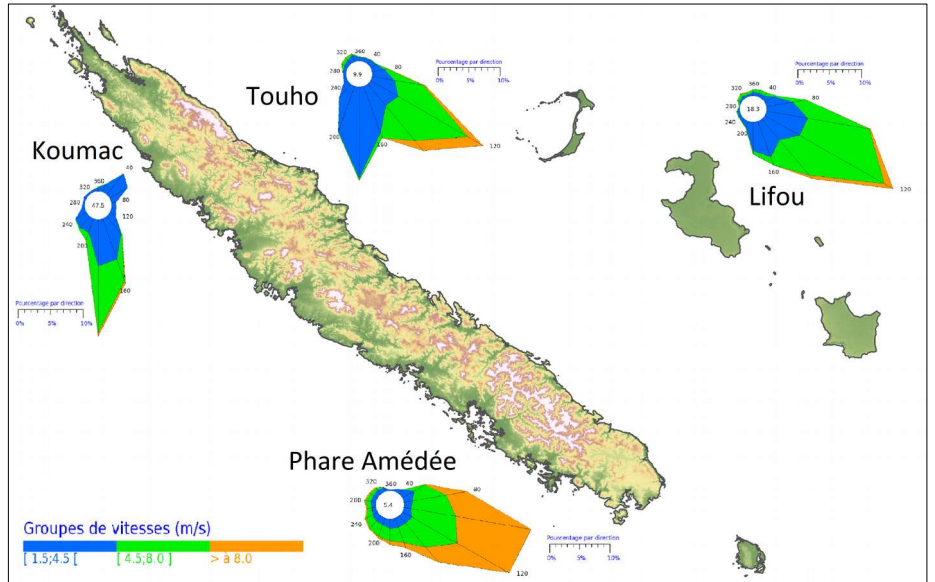 Touho
320 360 40
280 80
240
200 160
9.9
Pourcentage par direction
0% 5% 10%
Koumac
360 40
320
280 80
240 120
200
160
47.5
Pourcentage par direction
0% 5% 10%
Lifou
360 40
320 80
280
240
200
160 120
18.3
Pourcentage par direction
0% 5% 10%
Phare Amédée
320 360 40
80
280
240
200 160
120
5.4
Pourcentage par direction
0% 5% 10%
Groupes de vitesses (m/s)
[ 1.5;4.5 [ [ 4.5;8.0 ] > à 8.0